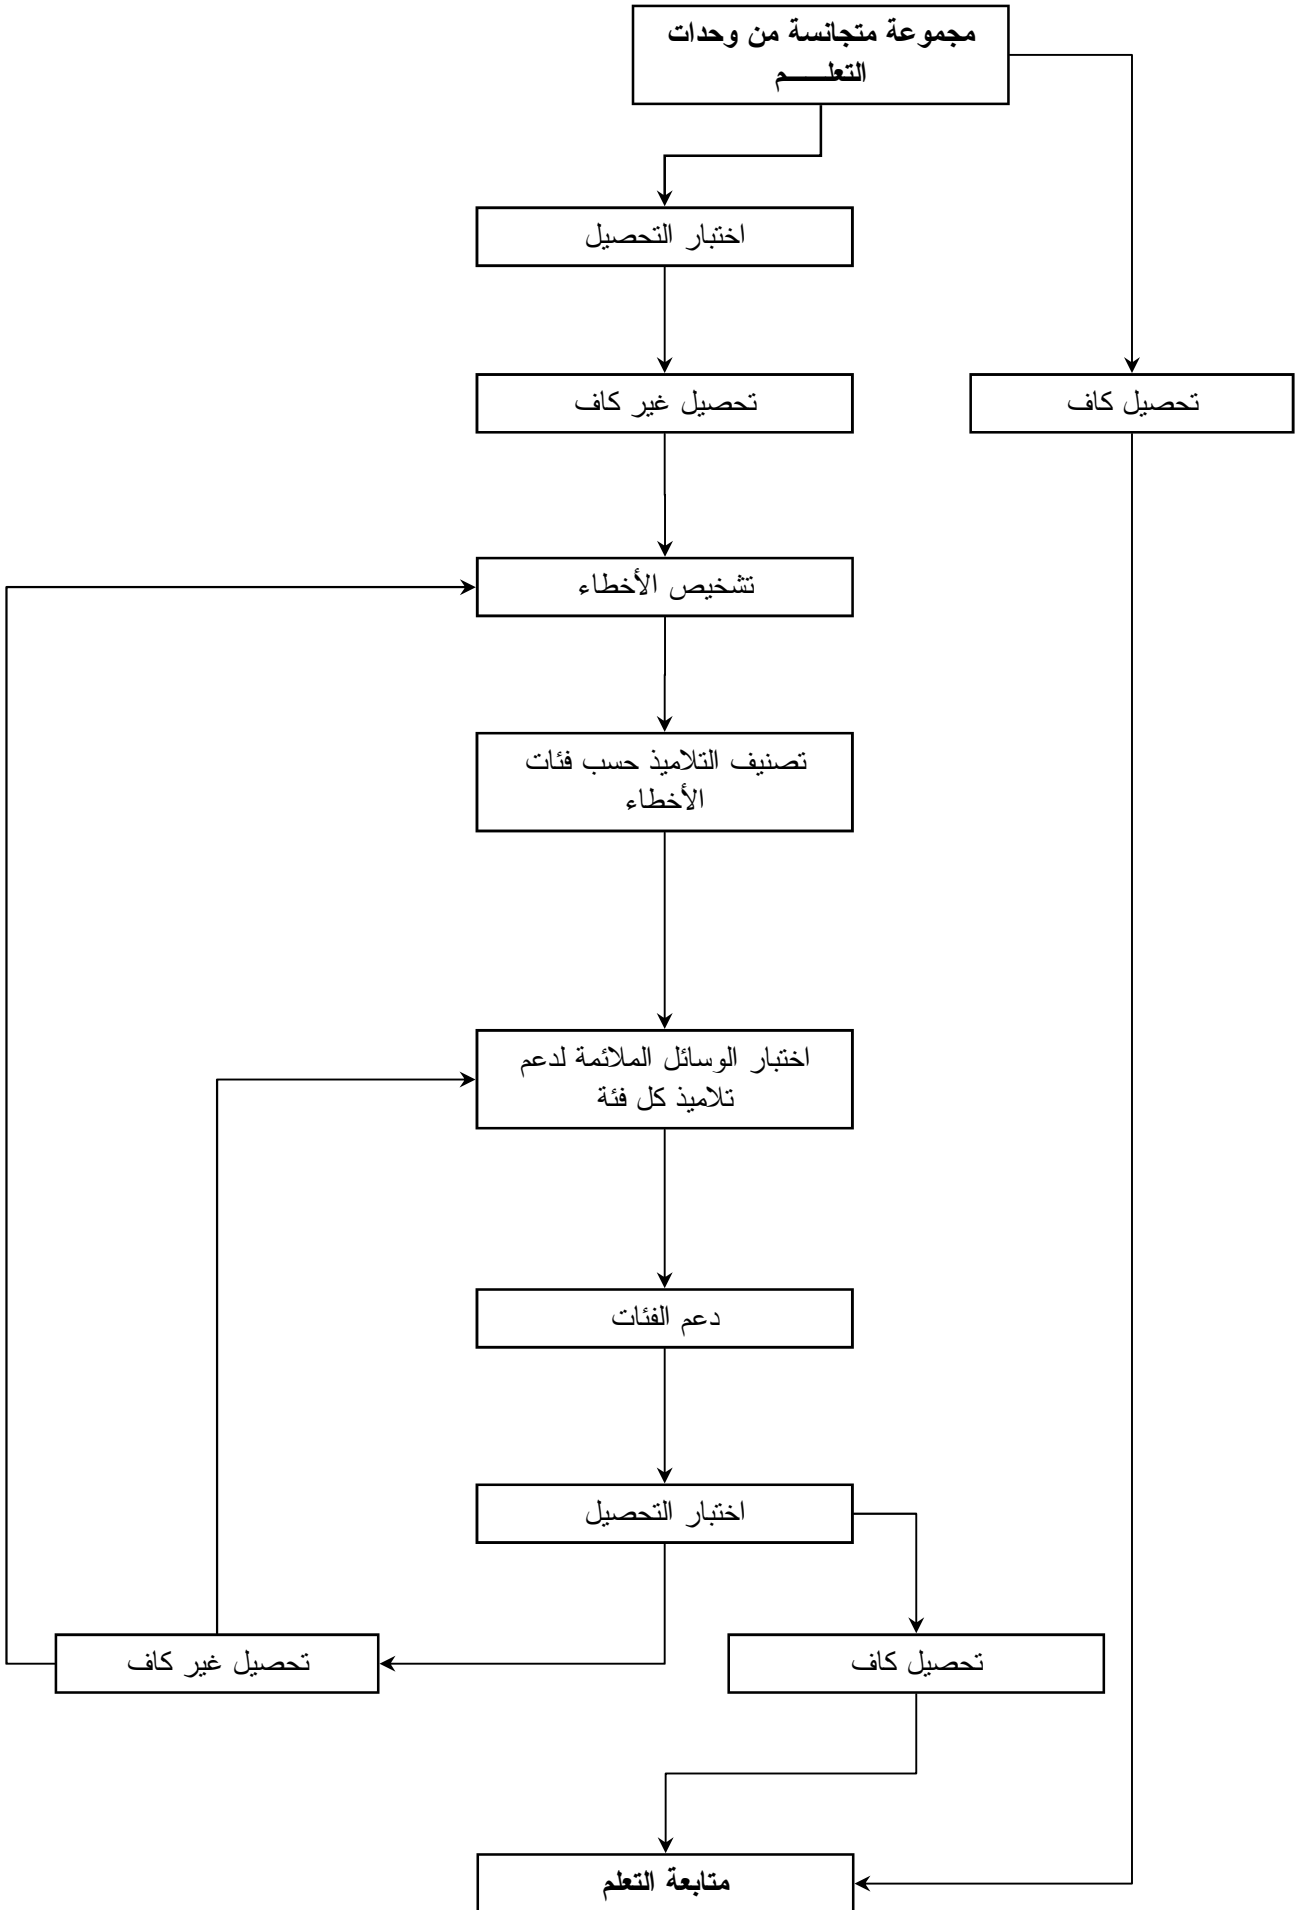 مجموعة متجانسة من وحدات
التعلـــــــم
اختبار التحصيل
تحصيل غير كاف
تحصيل كاف
تشخيص الأخطاء
تصنيف التلاميذ حسب فئات
الأخطاء
اختبار الوسائل الملائمة لدعم
تلاميذ كل فئة
دعم الفئات
اختبار التحصيل
تحصيل غير كاف
تحصيل كاف
متابعة التعلم